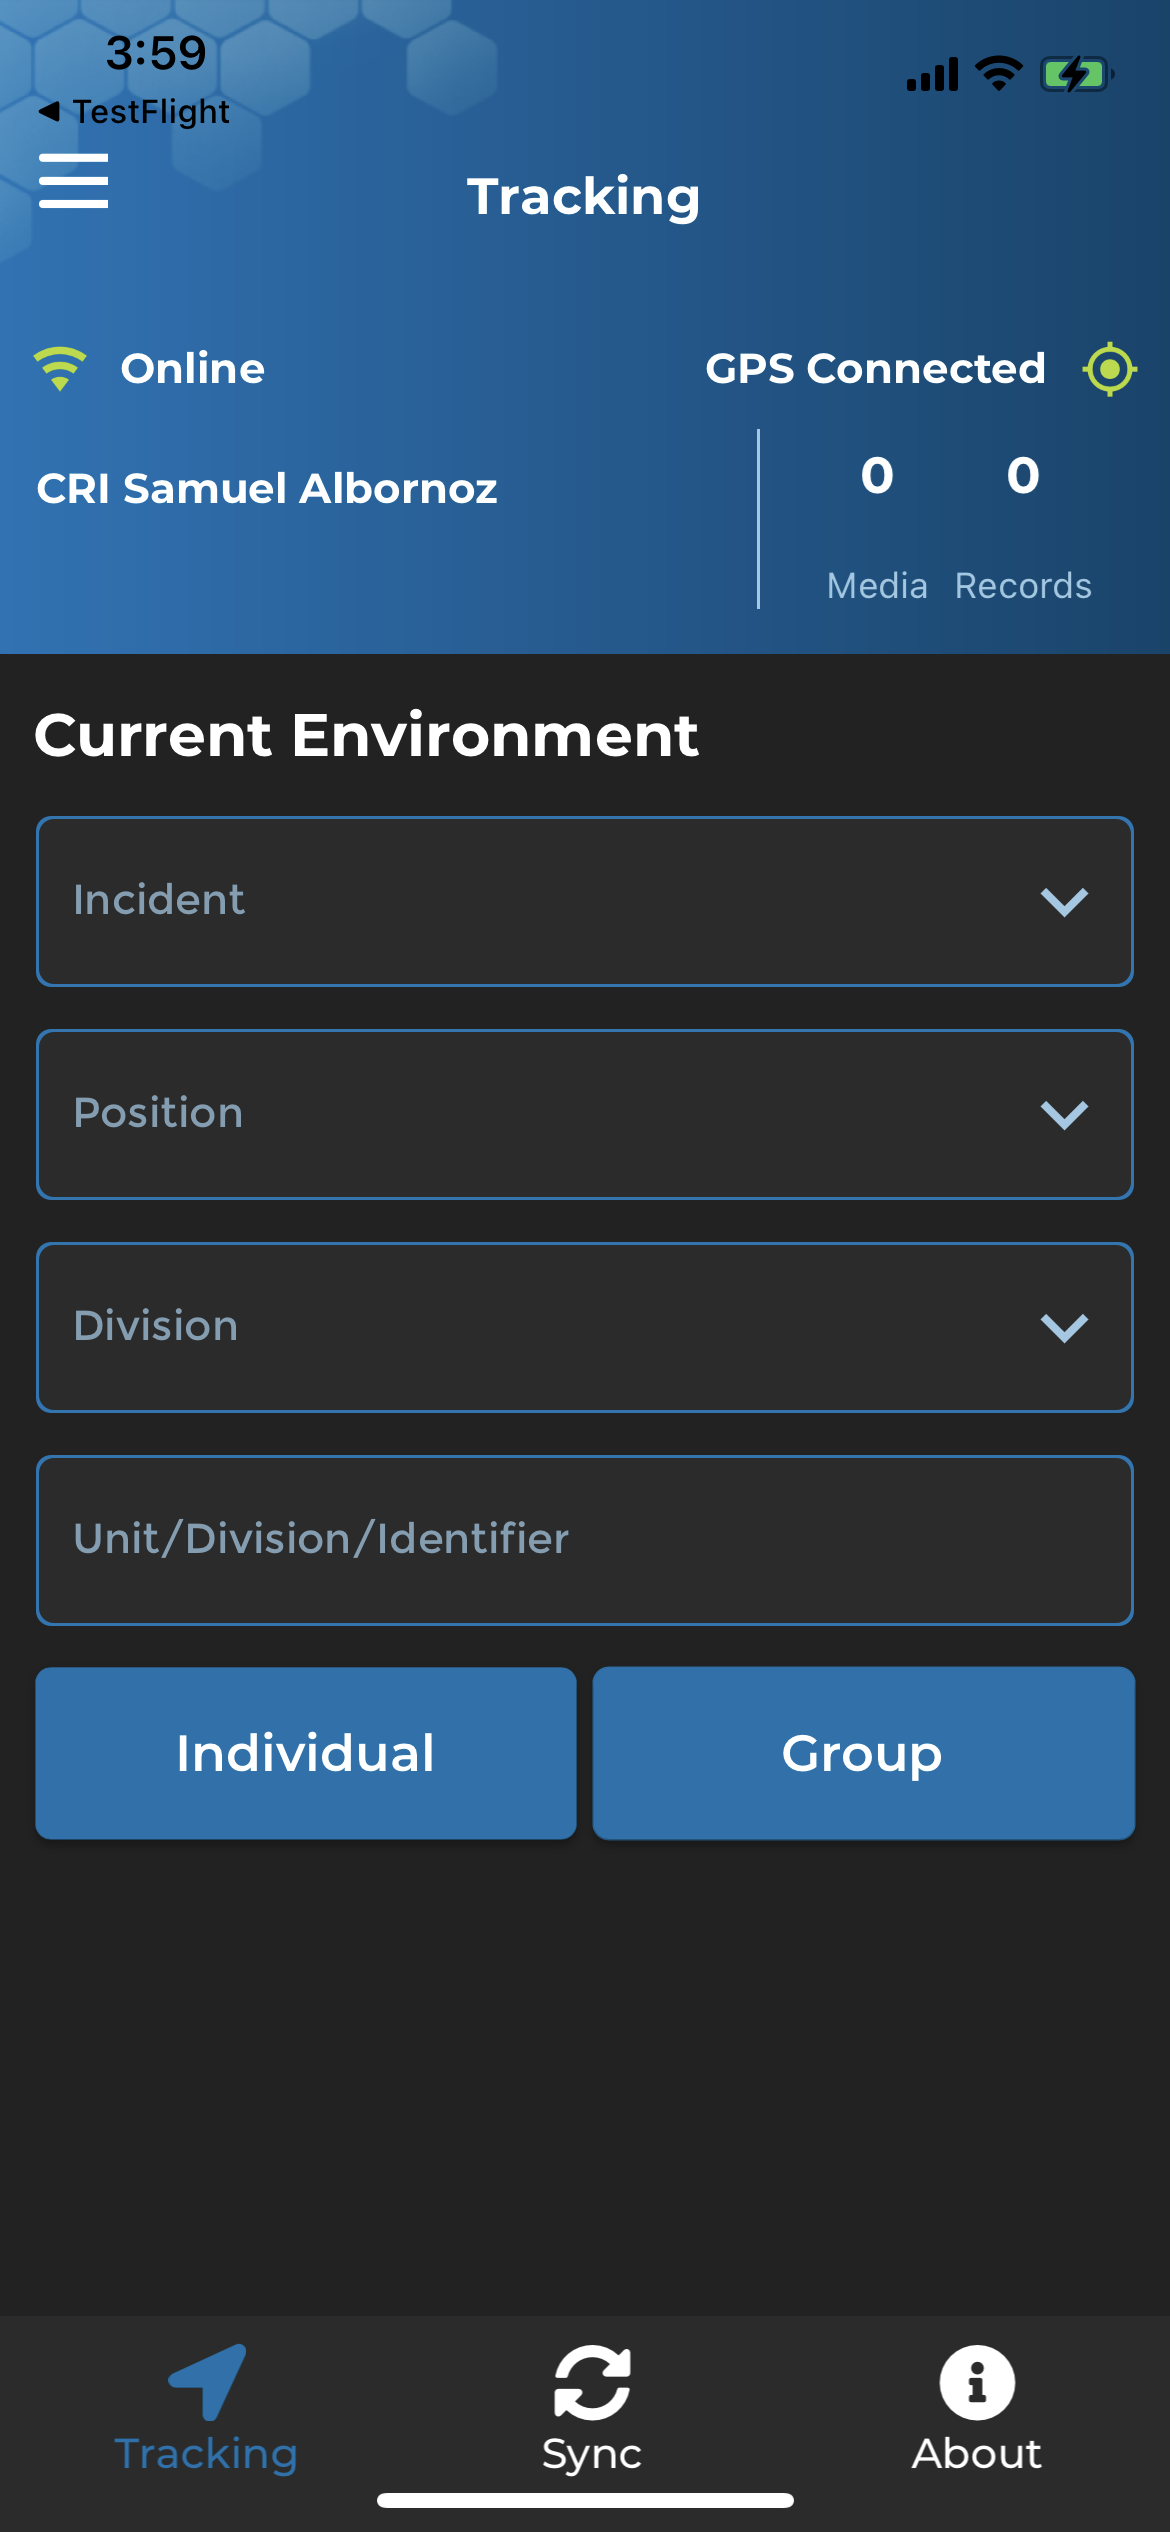 3:59
TestFlight
Tracking
Online
GPS Connected
CRI Samuel Albornoz
0 0
Media Records
Current Environment
Incident
Position
Division
Unit/Division/Identifier
Individual
Group
Tracking
Sync
About